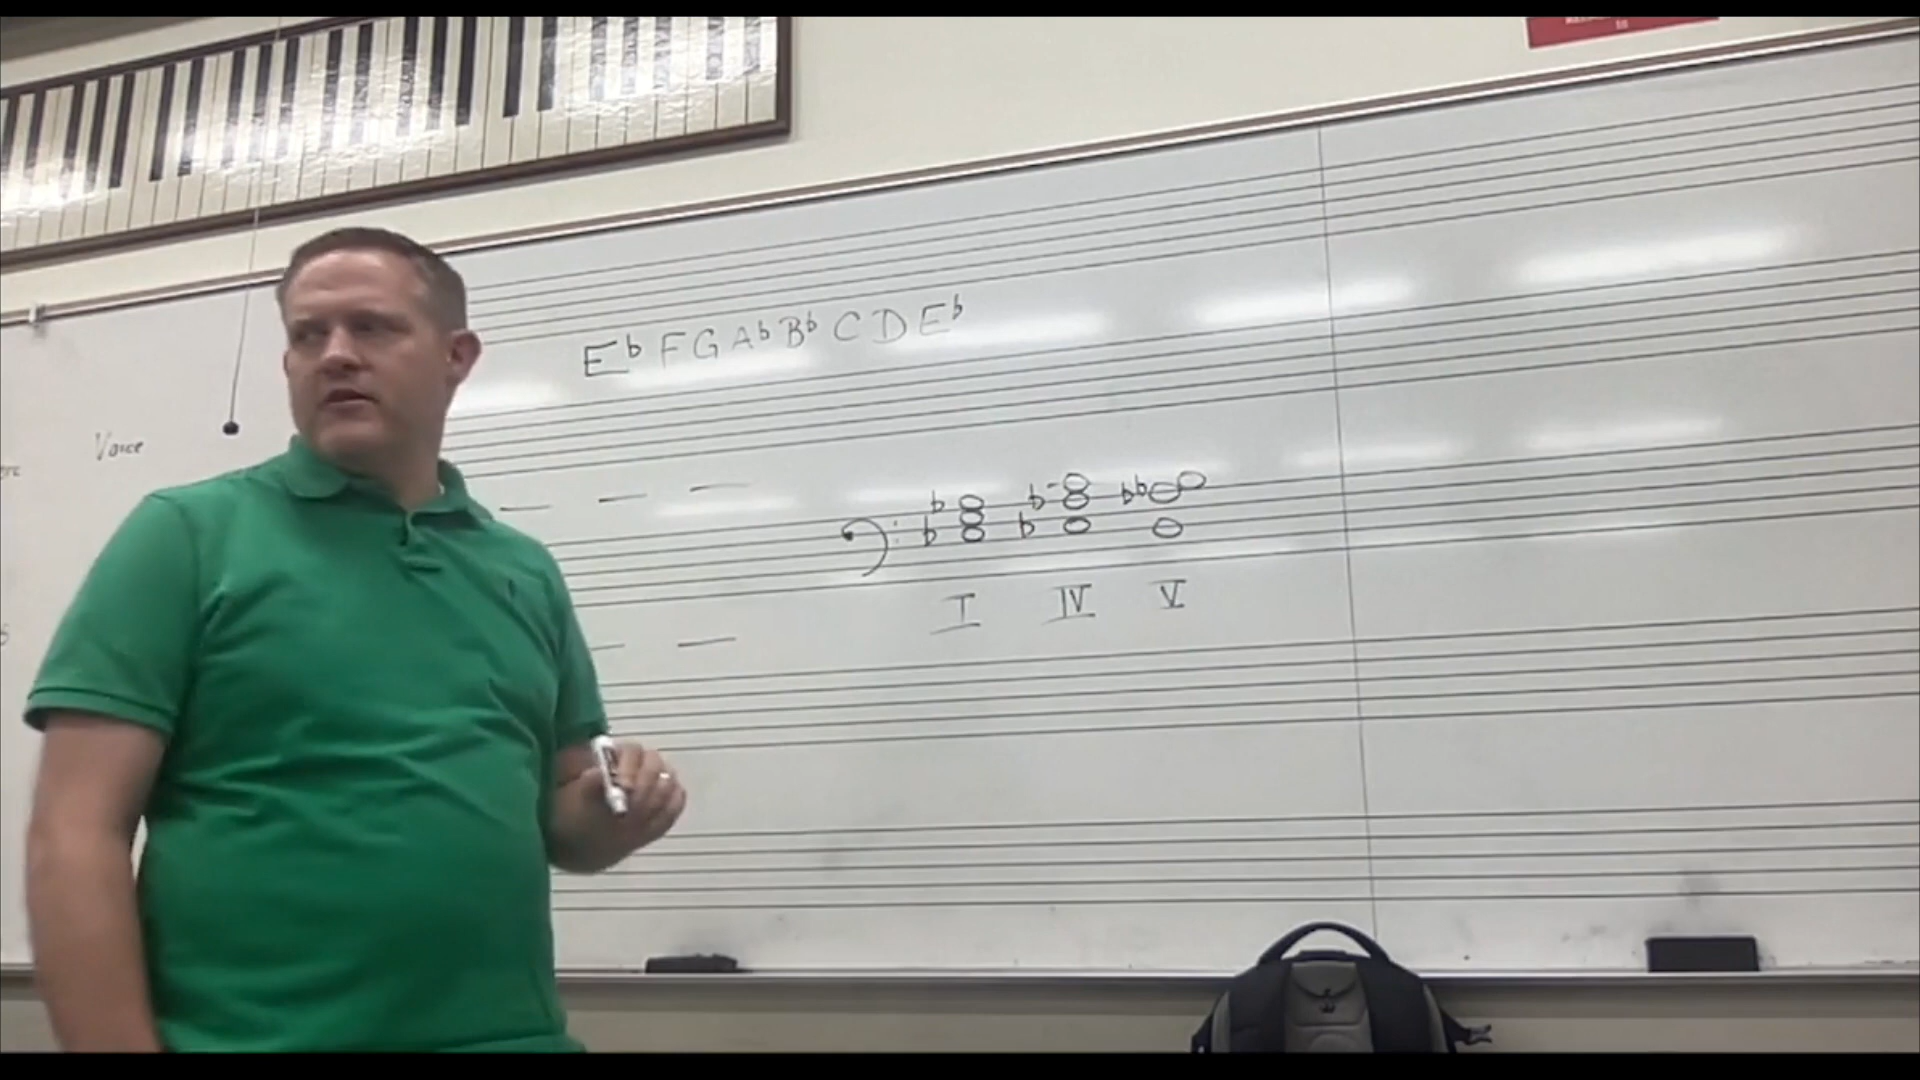 E♭ F G A♭ B♭ C D E♭
Voice
♭ ♭ ♭ ♭ ♭♭
I IV V